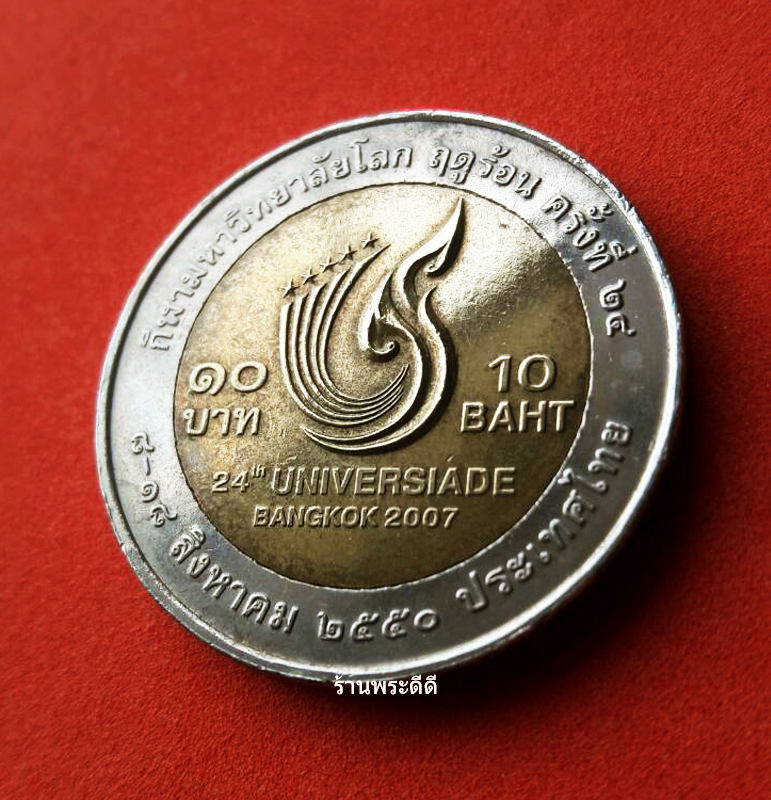 กีฬามหาวิทยาลัยโลก ฤดูร้อน ครั้งที่ ๒๔
๑๐
บาท
10
BAHT
24th UNIVERSIADE
BANGKOK 2007
๘-๑๘ สิงหาคม ๒๕๕๐ ประเทศไทย
ร้านพระดีดี